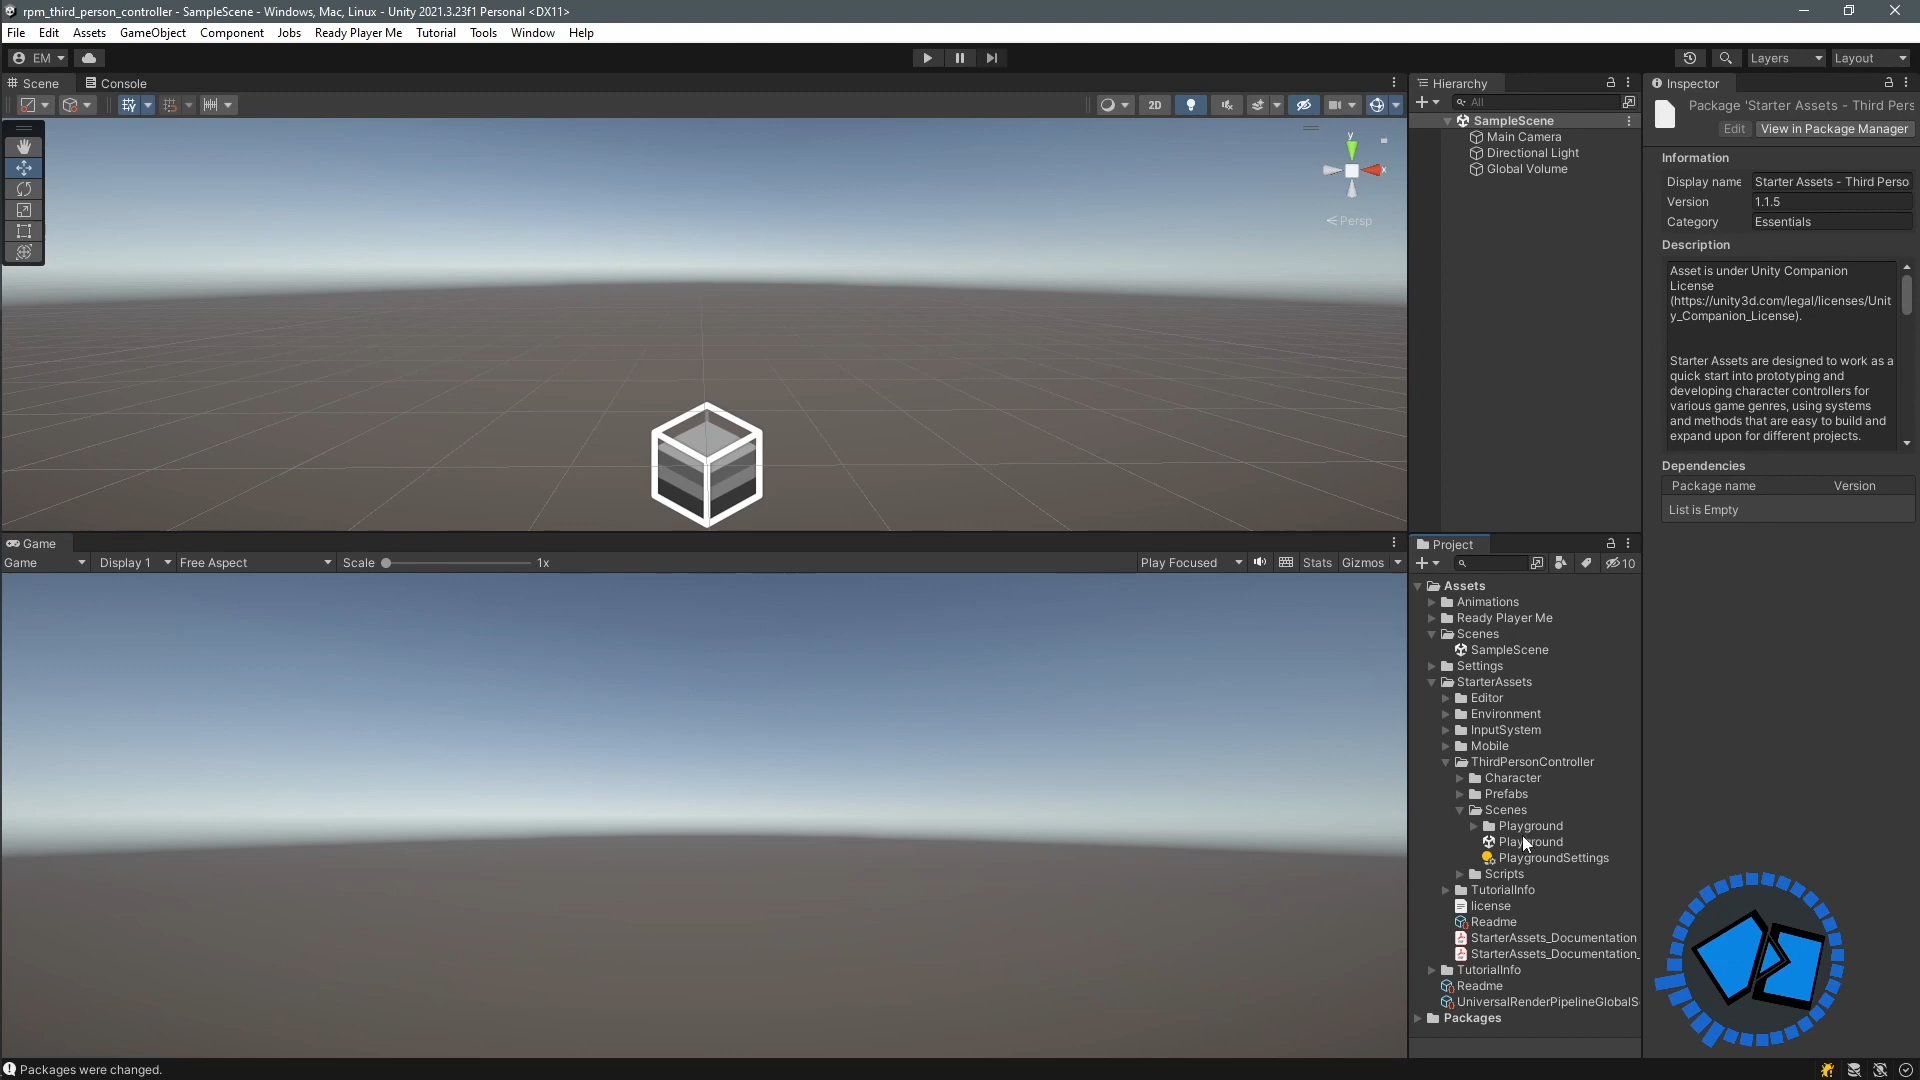 rpm_third_person_controller - SampleScene - Windows, Mac, Linux - Unity 2021.3.23f1 Personal <DX11>
File Edit Assets GameObject Component Jobs Ready Player Me Tutorial Tools Window Help
EM Layers Layout
Scene Console
2D
y
x
Persp
Game
Game Display 1 Free Aspect Scale 1x Play Focused Stats Gizmos
Hierarchy
All
SampleScene
Main Camera
Directional Light
Global Volume
Project
10
Assets
Animations
Ready Player Me
Scenes
SampleScene
Settings
StarterAssets
Editor
Environment
InputSystem
Mobile
ThirdPersonController
Character
Prefabs
Scenes
Playground
Playground
PlaygroundSettings
Scripts
TutorialInfo
license
Readme
StarterAssets_Documentation
StarterAssets_Documentation_
TutorialInfo
Readme
UniversalRenderPipelineGlobalS
Packages
Inspector
Package 'Starter Assets - Third Pers
Edit View in Package Manager
Information
Display name Starter Assets - Third Perso
Version 1.1.5
Category Essentials
Description
Asset is under Unity Companion
License
(https://unity3d.com/legal/licenses/Unit
y_Companion_License).
Starter Assets are designed to work as a
quick start into prototyping and
developing character controllers for
various game genres, using systems
and methods that are easy to build and
expand upon for different projects.
Dependencies
Package name Version
List is Empty
Packages were changed.